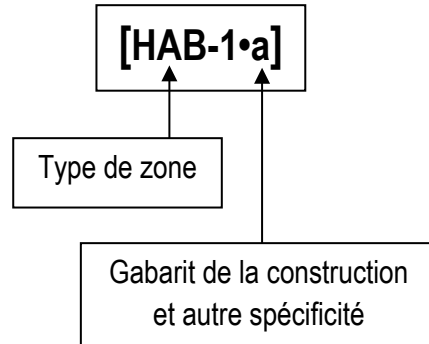 [HAB-1•a]
Type de zone
Gabarit de la construction
et autre spécificité